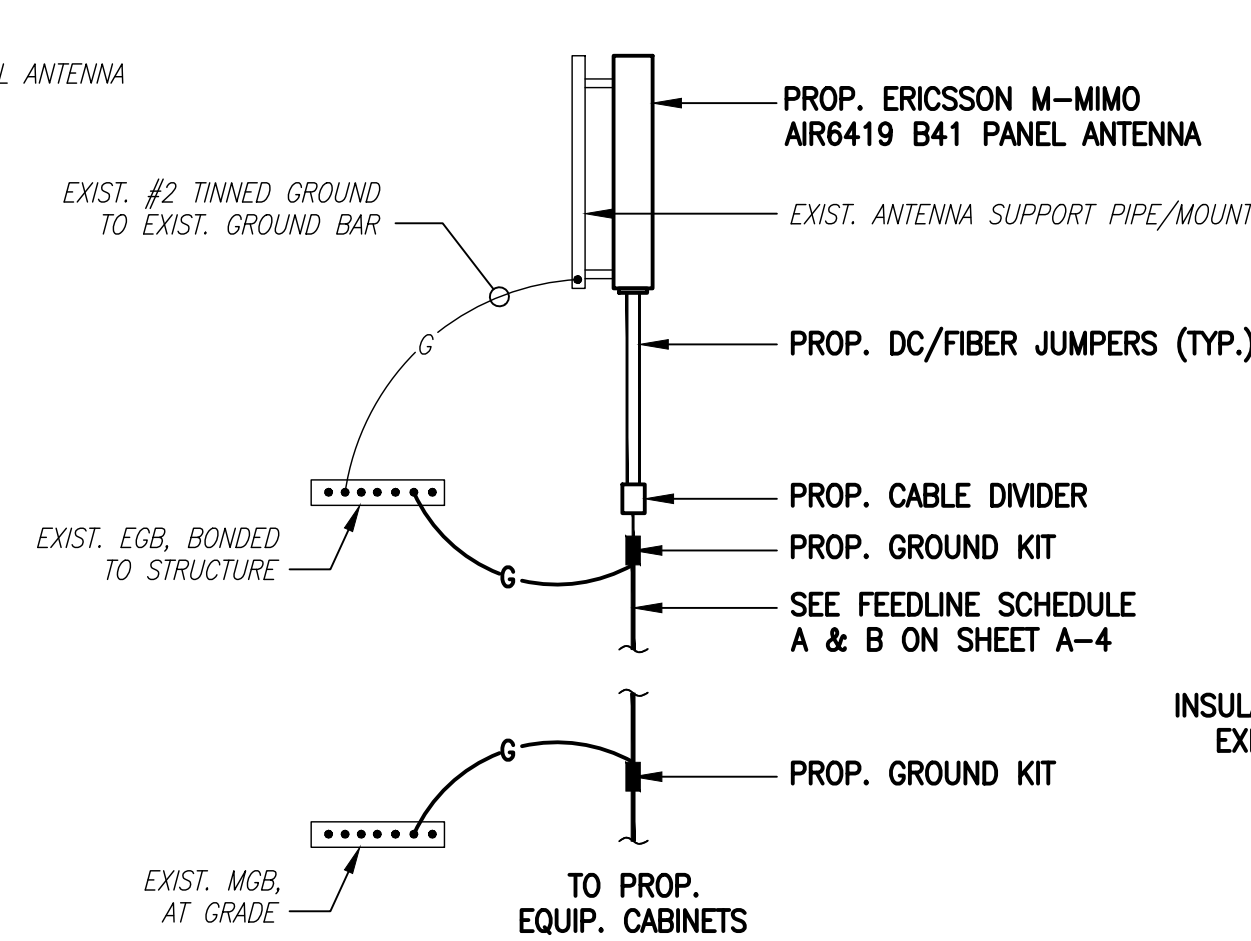 ANTENNA
PROP. ERICSSON M-MIMO
AIR6419 B41 PANEL ANTENNA
EXIST. #2 TINNED GROUND
TO EXIST. GROUND BAR
EXIST. ANTENNA SUPPORT PIPE/MOUNT
G
PROP. DC/FIBER JUMPERS (TYP.)
PROP. CABLE DIVIDER
EXIST. EGB, BONDED
TO STRUCTURE
PROP. GROUND KIT
G
SEE FEEDLINE SCHEDULE
A & B ON SHEET A-4
G
PROP. GROUND KIT
EXIST. MGB,
AT GRADE
TO PROP.
EQUIP. CABINETS